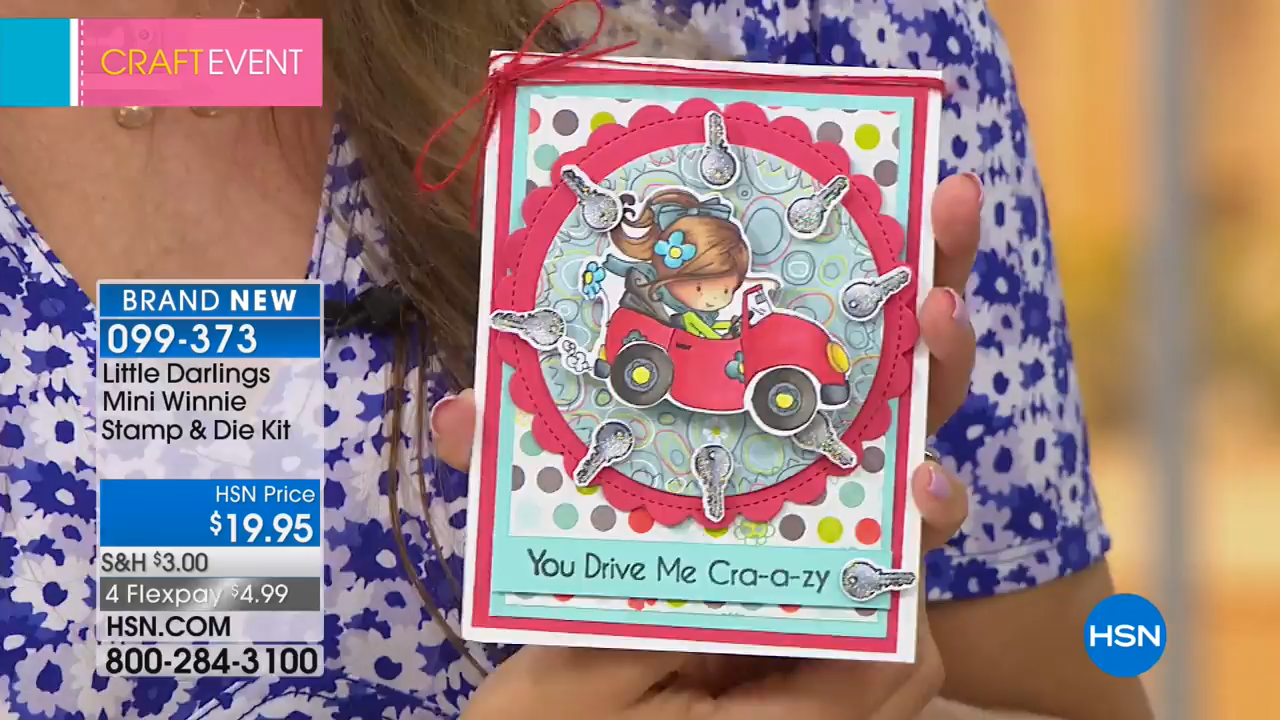 CRAFT EVENT
BRAND NEW
099-373
Little Darlings
Mini Winnie
Stamp & Die Kit
HSN Price
$19.95
S&H $3.00
4 Flexpay $4.99
HSN.COM
800-284-3100
You Drive Me Cra-a-zy
HSN